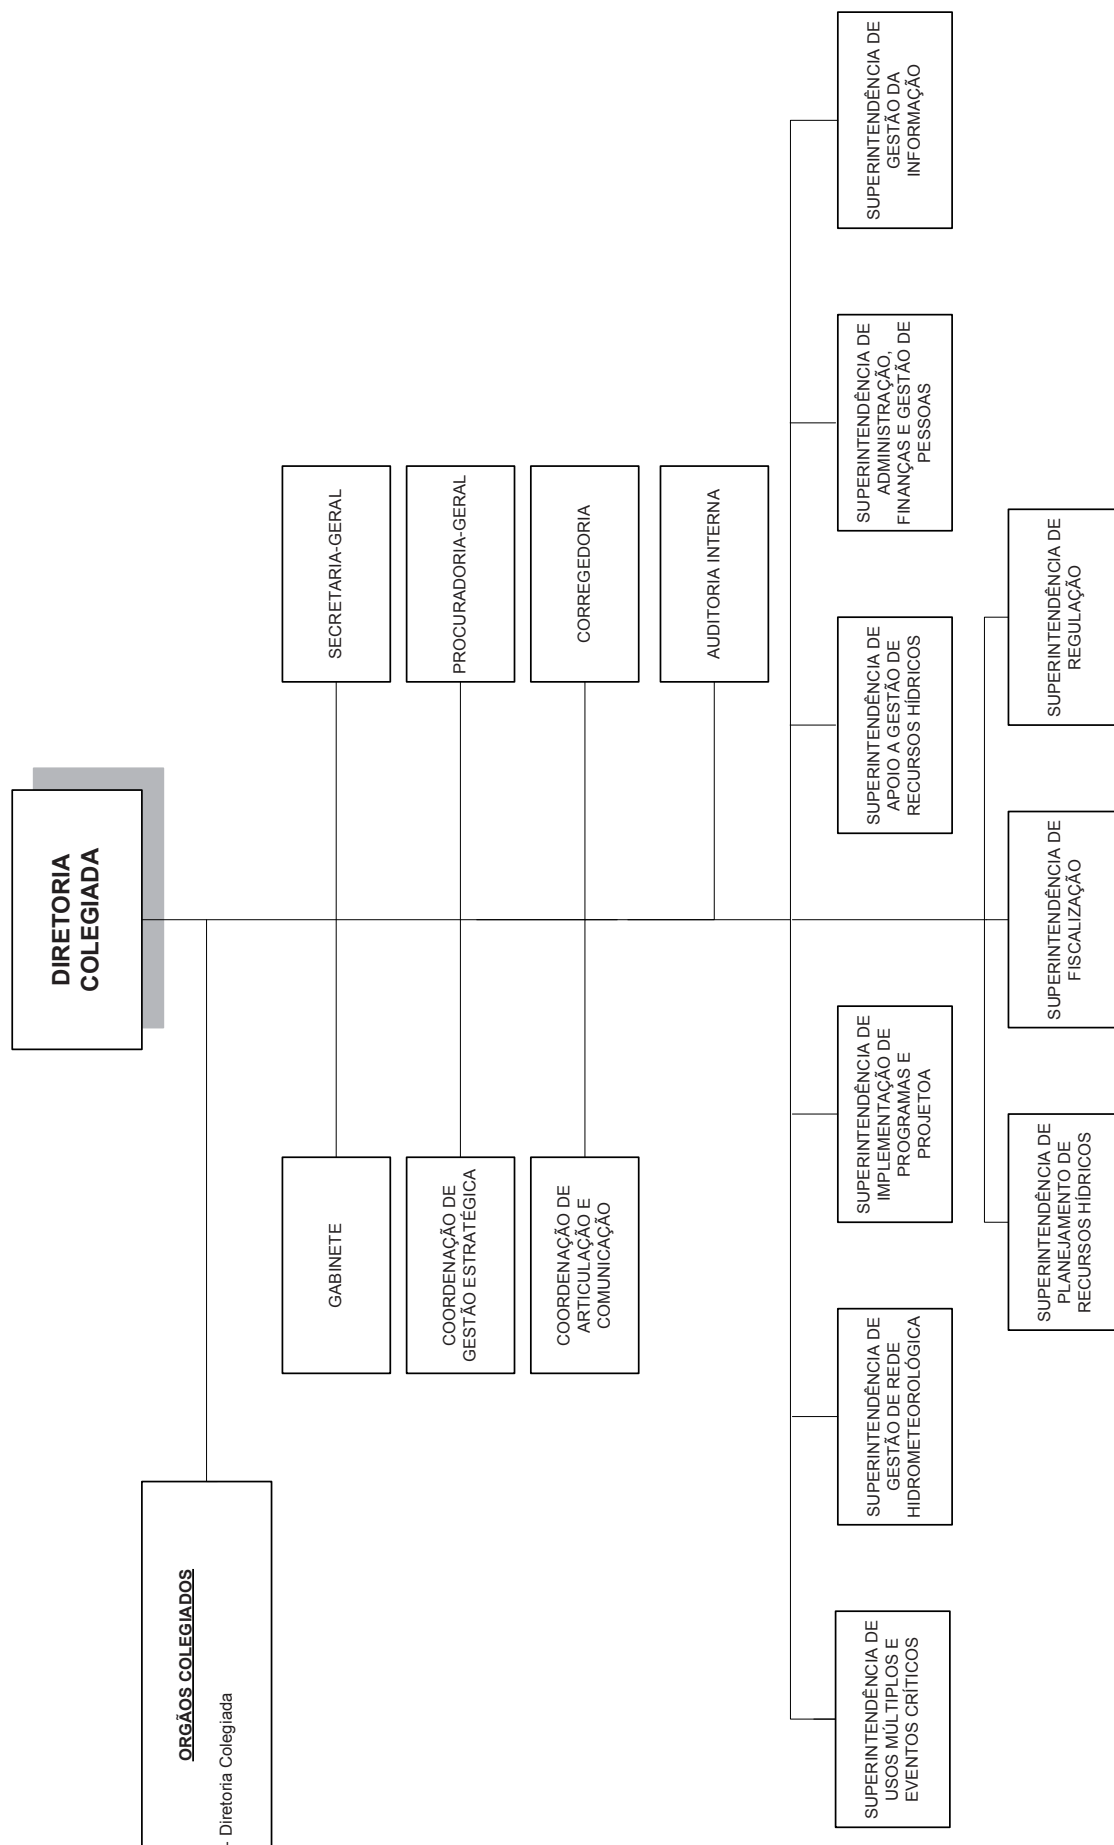 DIRETORIA
COLEGIADA
ORGÃOS COLEGIADOS
- Diretoria Colegiada
GABINETE
SECRETARIA-GERAL
COORDENAÇÃO DE
GESTÃO ESTRATÉGICA
PROCURADORIA-GERAL
COORDENAÇÃO DE
ARTICULAÇÃO E
COMUNICAÇÃO
CORREGEDORIA
AUDITORIA INTERNA
SUPERINTENDÊNCIA DE
USOS MÚLTIPLOS E
EVENTOS CRÍTICOS
SUPERINTENDÊNCIA DE
GESTÃO DE REDE
HIDROMETEOROLÓGICA
SUPERINTENDÊNCIA DE
IMPLEMENTAÇÃO DE
PROGRAMAS E
PROJETOA
SUPERINTENDÊNCIA DE
APOIO A GESTÃO DE
RECURSOS HÍDRICOS
SUPERINTENDÊNCIA DE
ADMINISTRAÇÃO,
FINANÇAS E GESTÃO DE
PESSOAS
SUPERINTENDÊNCIA DE
GESTÃO DA
INFORMAÇÃO
SUPERINTENDÊNCIA DE
PLANEJAMENTO DE
RECURSOS HÍDRICOS
SUPERINTENDÊNCIA DE
FISCALIZAÇÃO
SUPERINTENDÊNCIA DE
REGULAÇÃO